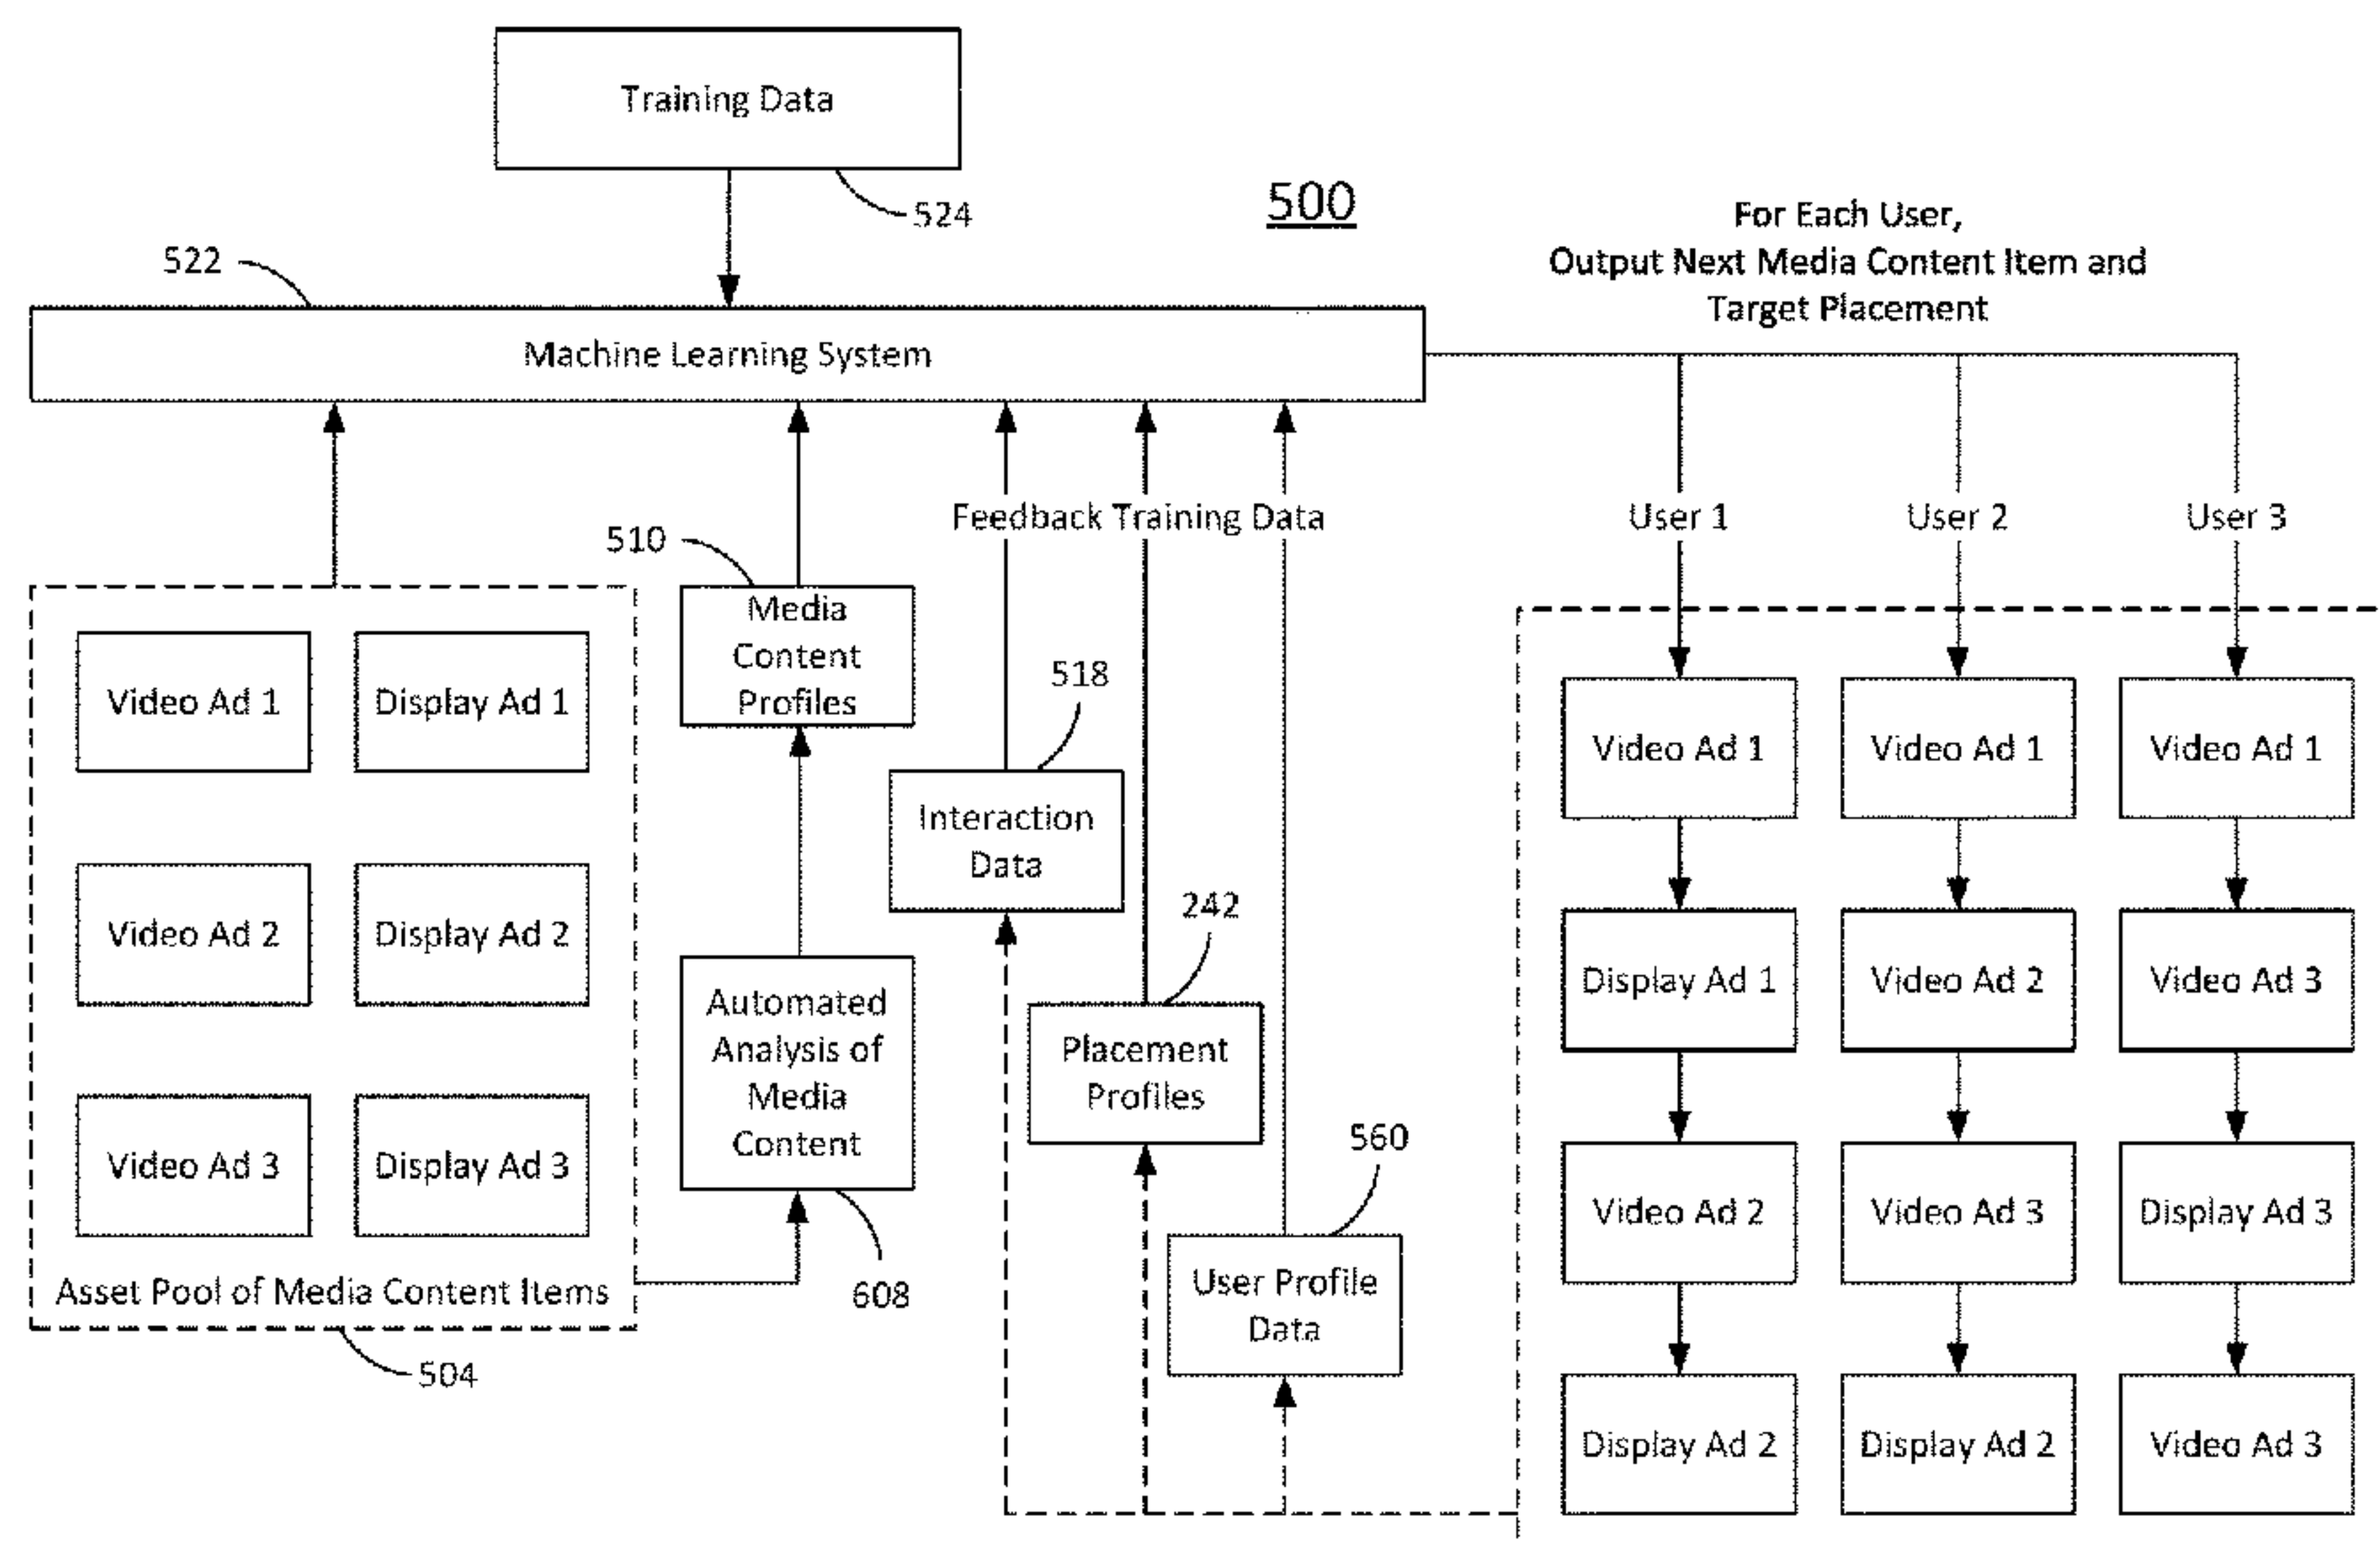 Training Data
524
500
522
For Each User,
Output Next Media Content Item and
Target Placement
Machine Learning System
Feedback Training Data
User 1
User 2
User 3
510
Media
Content
Profiles
518
Video Ad 1
Display Ad 1
Video Ad 2
Display Ad 2
Video Ad 3
Display Ad 3
Asset Pool of Media Content Items
504
Automated
Analysis of
Media
Content
608
Interaction
Data
242
Placement
Profiles
560
User Profile
Data
Video Ad 1
Video Ad 1
Video Ad 1
Display Ad 1
Video Ad 2
Video Ad 3
Video Ad 2
Video Ad 3
Display Ad 3
Display Ad 2
Display Ad 2
Video Ad 3